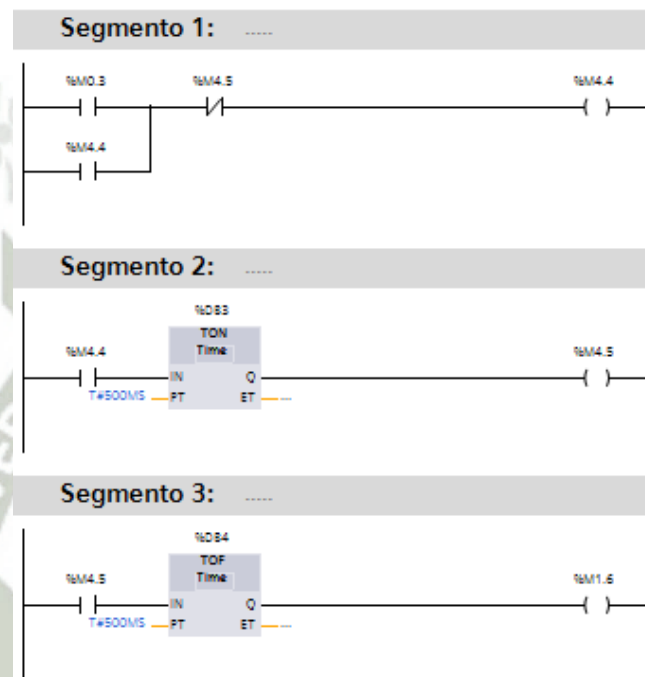 Segmento 1: .....
%M0.3 %M4.5 %M4.4
%M4.4
Segmento 2: .....
%DB3
TON
Time
%M4.4 %M4.5
IN Q
T#500MS PT ET ...
Segmento 3: .....
%DB4
TOF
Time
%M4.5 %M1.6
IN Q
T#500MS PT ET ...